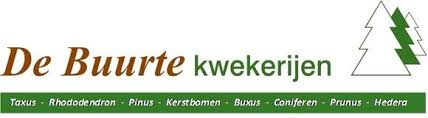 De Buurte kwekerijen
Taxus - Rhododendron - Pinus - Kerstbomen - Buxus - Coniferen - Prunus - Hedera